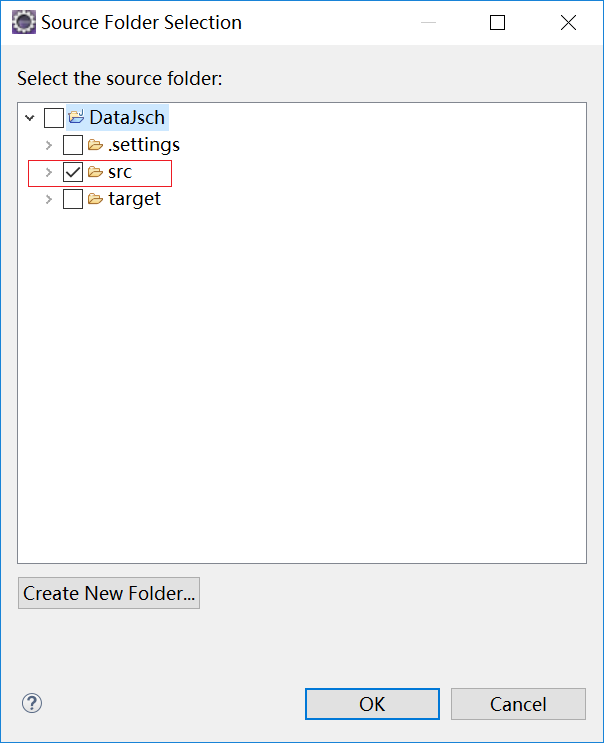 Source Folder Selection
Select the source folder:
DataJsch
.settings
src
target
Create New Folder...
?
OK
Cancel